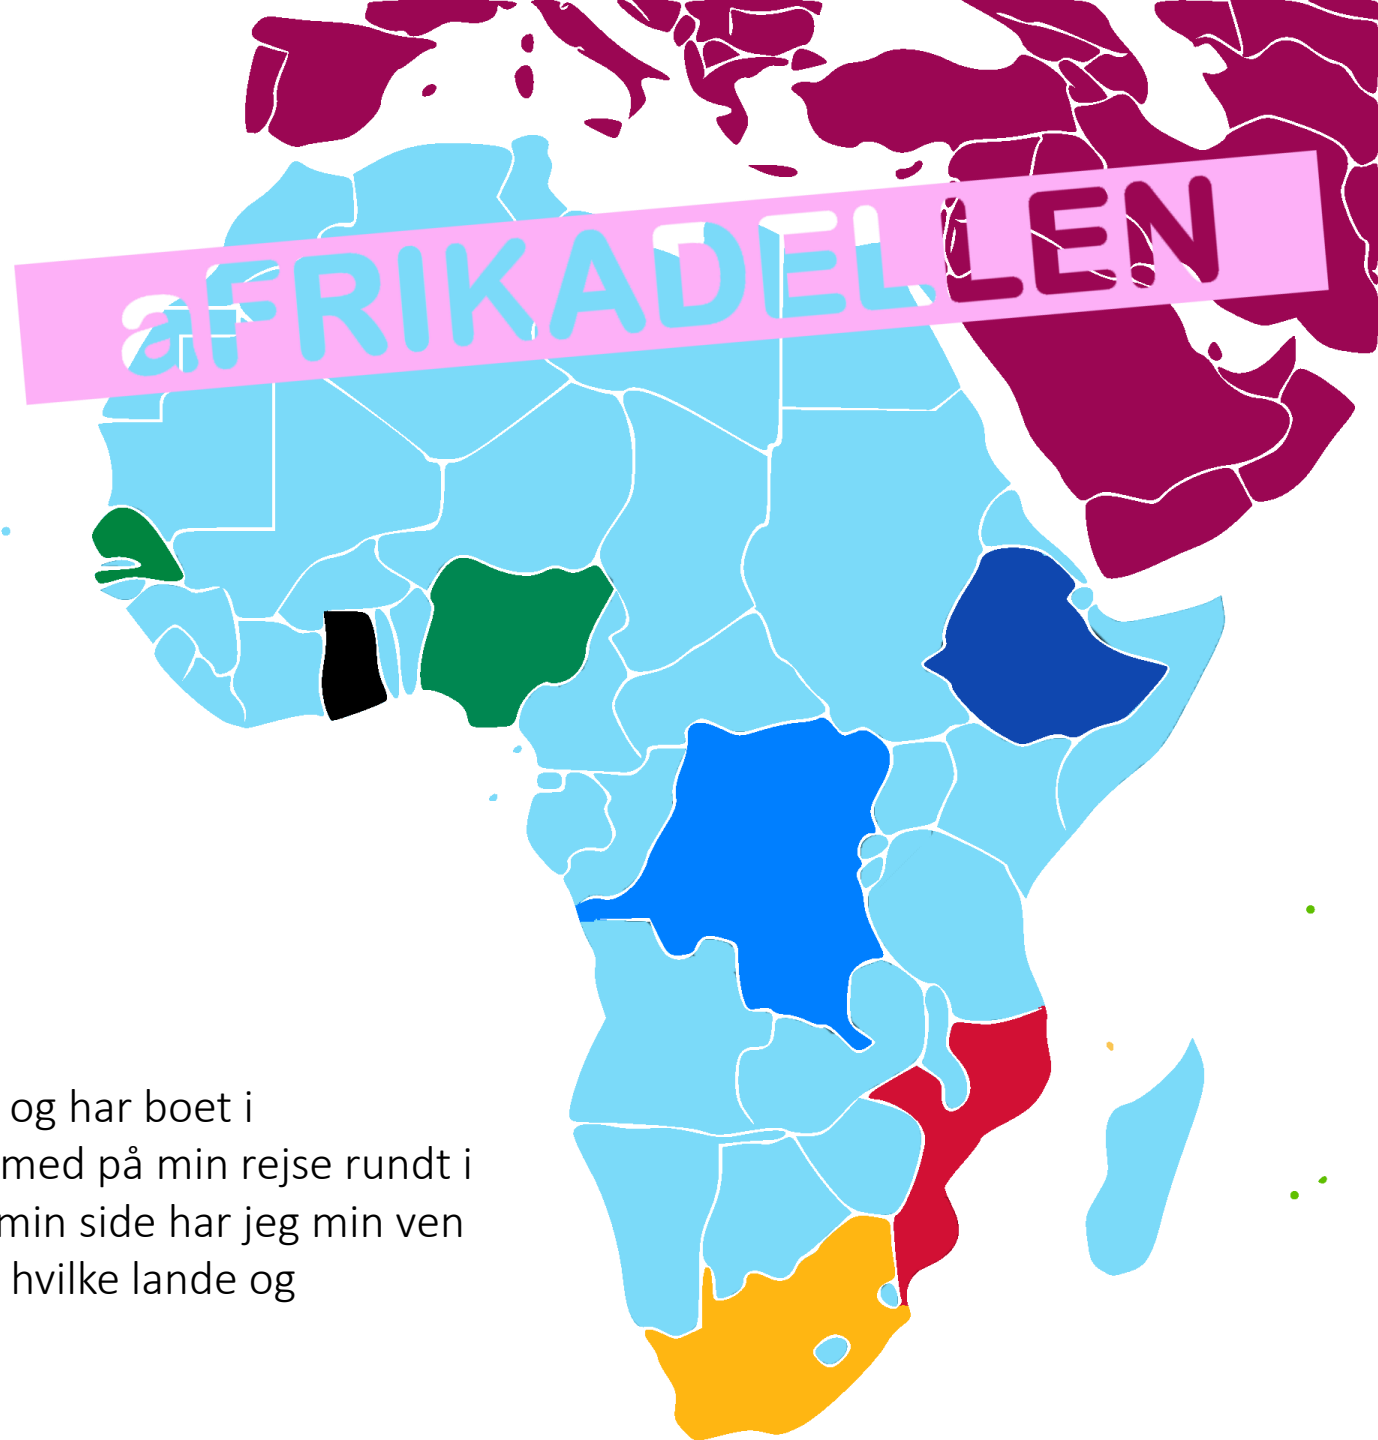 aFRIKADELLEN
og har boet i
med på min rejse rundt i
min side har jeg min ven
hvilke lande og